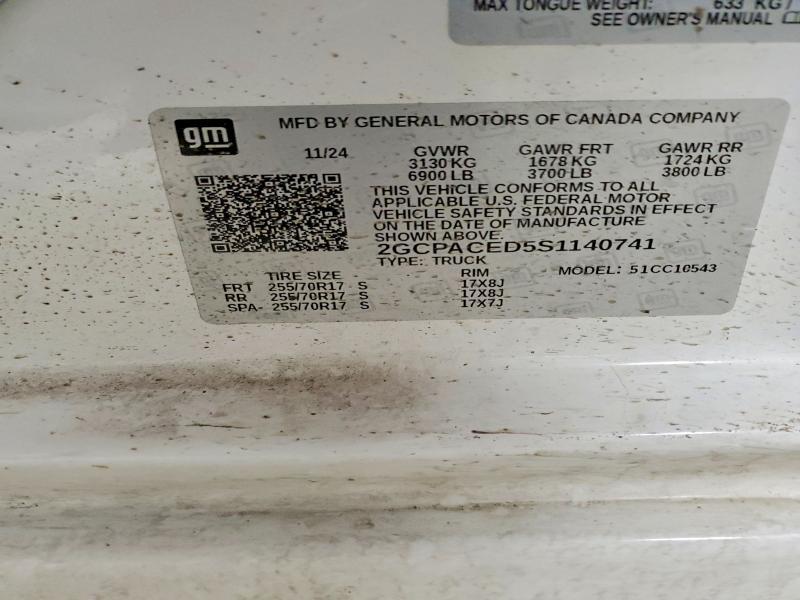 MAX TONGUE WEIGHT: 633 KG /
SEE OWNER'S MANUAL
gm
MFD BY GENERAL MOTORS OF CANADA COMPANY
11/24 GVWR GAWR FRT GAWR RR
3130 KG 1678 KG 1724 KG
6900 LB 3700 LB 3800 LB
THIS VEHICLE CONFORMS TO ALL
APPLICABLE U.S. FEDERAL MOTOR
VEHICLE SAFETY STANDARDS IN EFFECT
ON THE DATE OF MANUFACTURE
SHOWN ABOVE.
2GCPACED5S1140741
TYPE: TRUCK
MODEL: 51CC10543
TIRE SIZE RIM
FRT 255/70R17 S 17X8J
RR 255/70R17 S 17X8J
SPA- 255/70R17 S 17X7J